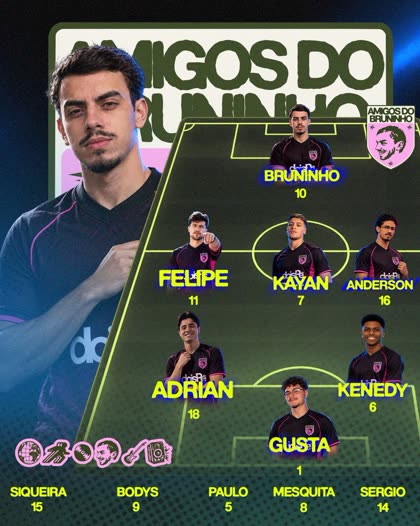 AMIGOS DO
BRUNINHO
AMIGOS DO
BRUNINHO
BRUNINHO
10
FELIPE
11
KAYAN
7
ANDERSON
16
ADRIAN
18
KENEDY
6
GUSTA
1
SIQUEIRA
15
BODYS
9
PAULO
5
MESQUITA
8
SERGIO
14